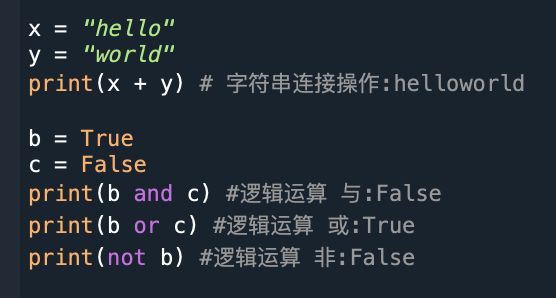 x = "hello"
y = "world"
print(x + y) # 字符串连接操作:helloworld
b = True
c = False
print(b and c) #逻辑运算 与:False
print(b or c) #逻辑运算 或:True
print(not b) #逻辑运算 非:False